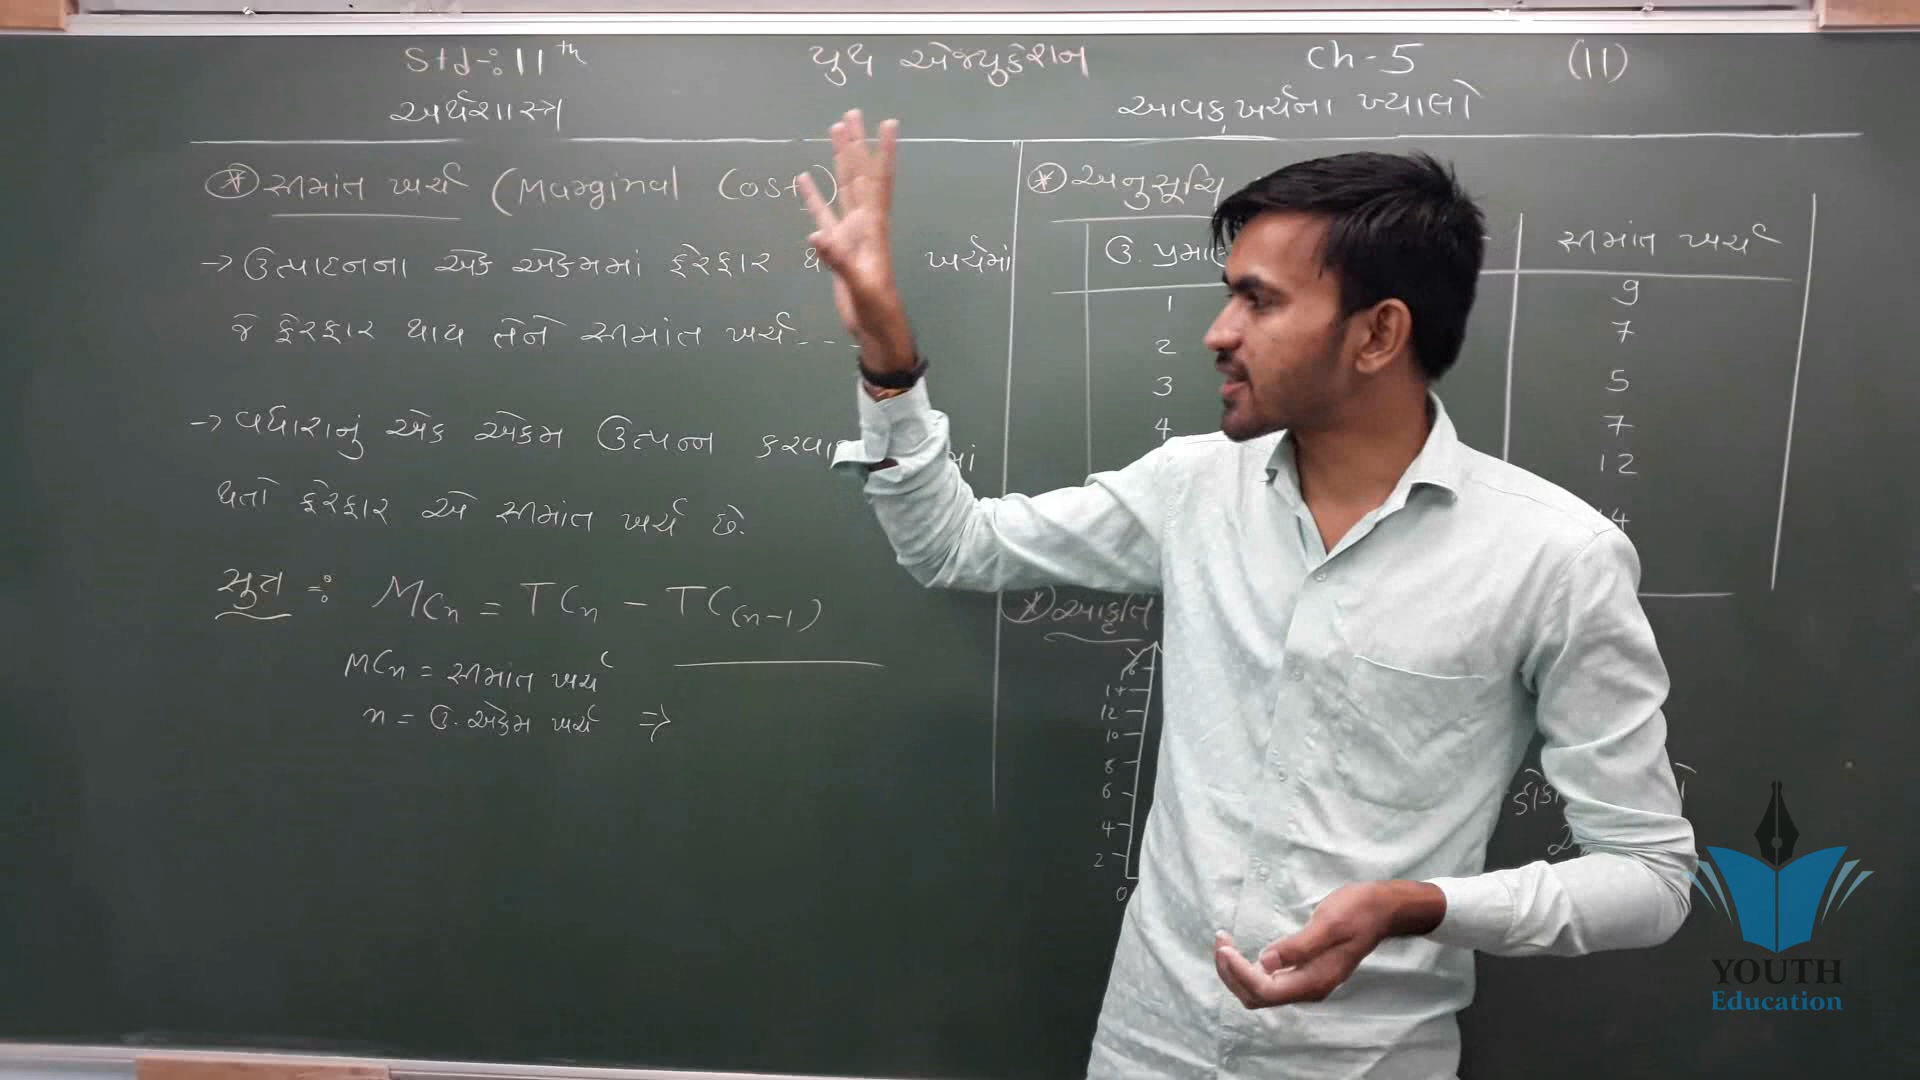 Std-:11th
અર્થશાસ્ત્ર
યુથ એજ્યુકેશન
Ch-5
(11)
આવક ખર્ચના ખ્યાલો
* સીમાંત ખર્ચ (Marginal Cost)
→ ઉત્પાદનના એક એકમમાં ફેરફાર ખર્ચમાં
જે ફેરફાર થાય તેને સીમાંત ખર્ચ ---
→ વધારાનું એક એકમ ઉત્પન્ન
થતો ફેરફાર એ સીમાંત ખર્ચ છે.
સુત્ર -: MCn = TCn - TC(n-1)
MCn = સીમાંત ખર્ચ
n = ઉ. એકમ ખર્ચ ⇒
* અનુસૂચિ
ઉ. સીમાંત ખર્ચ
1 9
2 7
3 5
4 7
12
* આકૃતિ
Y
12
10
8
6
4
2
0
YOUTH
Education